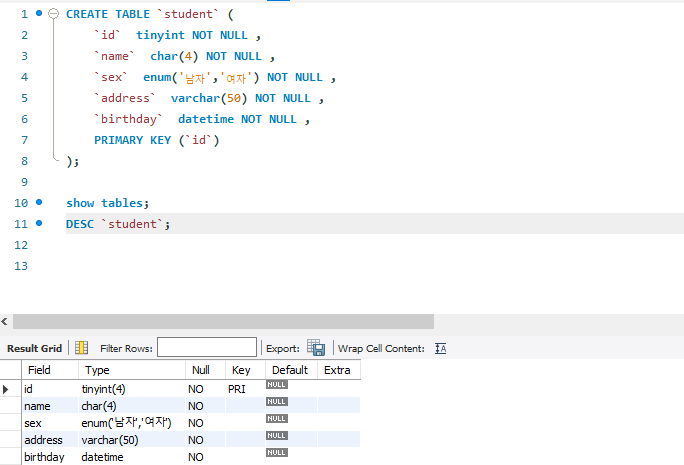 1 CREATE TABLE `student` (
2 `id` tinyint NOT NULL ,
3 `name` char(4) NOT NULL ,
4 `sex` enum('남자','여자') NOT NULL ,
5 `address` varchar(50) NOT NULL ,
6 `birthday` datetime NOT NULL ,
7 PRIMARY KEY (`id`)
8 );
9
10 show tables;
11 DESC `student`;
12
13
Result Grid Filter Rows: Export: Wrap Cell Content: IA
Field Type Null Key Default Extra
id tinyint(4) NO PRI NULL
name char(4) NO NULL
sex enum('남자','여자') NO NULL
address varchar(50) NO NULL
birthday datetime NO NULL